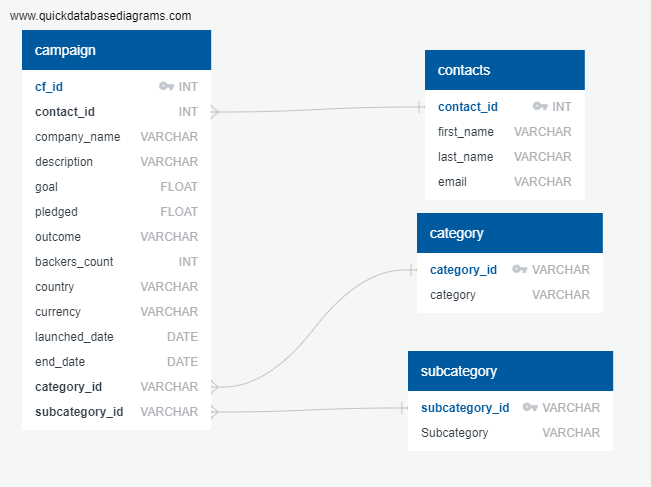 www.quickdatabasediagrams.com
campaign
cf_id INT
contact_id INT
company_name VARCHAR
description VARCHAR
goal FLOAT
pledged FLOAT
outcome VARCHAR
backers_count INT
country VARCHAR
currency VARCHAR
launched_date DATE
end_date DATE
category_id VARCHAR
subcategory_id VARCHAR
contacts
contact_id INT
first_name VARCHAR
last_name VARCHAR
email VARCHAR
category
category_id VARCHAR
category VARCHAR
subcategory
subcategory_id VARCHAR
Subcategory VARCHAR